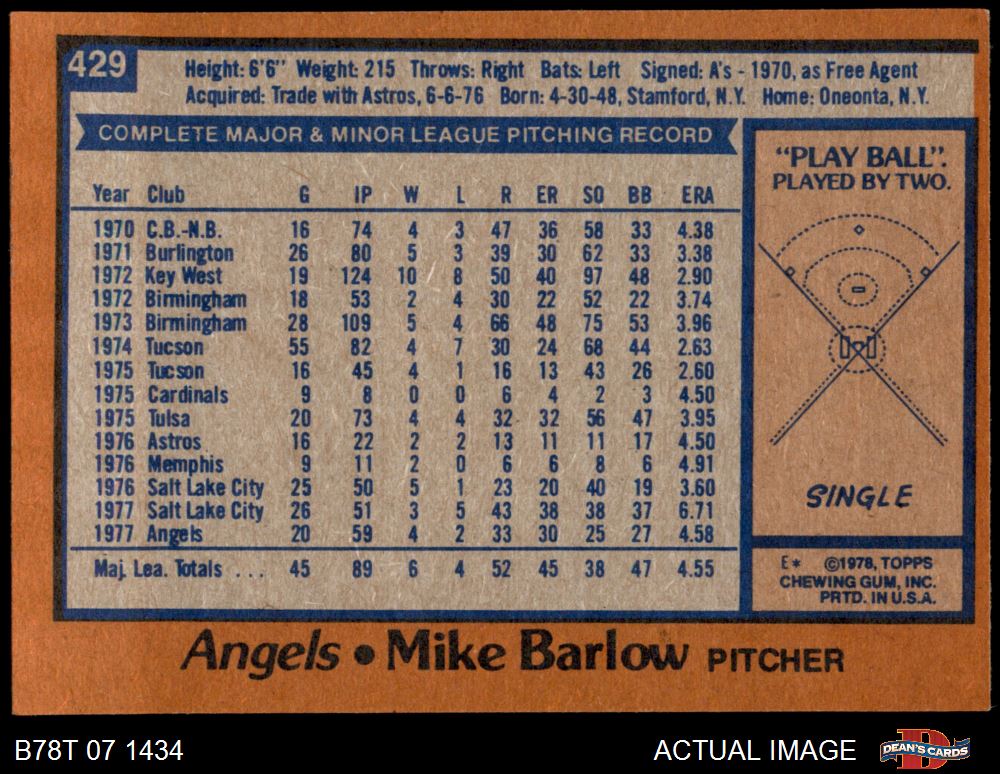 429
Height: 6'6" Weight: 215 Throws: Right Bats: Left Signed: A's - 1970, as Free Agent
Acquired: Trade with Astros, 6-6-76 Born: 4-30-48, Stamford, N.Y. Home: Oneonta, N.Y.
COMPLETE MAJOR & MINOR LEAGUE PITCHING RECORD
Year Club G IP W L R ER SO BB ERA
1970 C.B.-N.B. 16 74 4 3 47 36 58 33 4.38
1971 Burlington 26 80 5 3 39 30 62 33 3.38
1972 Key West 19 124 10 8 50 40 97 48 2.90
1972 Birmingham 18 53 2 4 30 22 52 22 3.74
1973 Birmingham 28 109 5 4 66 48 75 53 3.96
1974 Tucson 55 82 4 7 30 24 68 44 2.63
1975 Tucson 16 45 4 1 16 13 43 26 2.60
1975 Cardinals 9 8 0 0 6 4 2 3 4.50
1975 Tulsa 20 73 4 4 32 32 56 47 3.95
1976 Astros 16 22 2 2 13 11 11 17 4.50
1976 Memphis 9 11 2 0 6 6 8 6 4.91
1976 Salt Lake City 25 50 5 1 23 20 40 19 3.60
1977 Salt Lake City 26 51 3 5 43 38 38 37 6.71
1977 Angels 20 59 4 2 33 30 25 27 4.58
Maj. Lea. Totals ... 45 89 6 4 52 45 38 47 4.55
"PLAY BALL".
PLAYED BY TWO.
SINGLE
E* ©1978, TOPPS
CHEWING GUM, INC.
PRTD. IN U.S.A.
Angels • Mike Barlow PITCHER
B78T 07 1434 ACTUAL IMAGE
DEAN'S CARDS